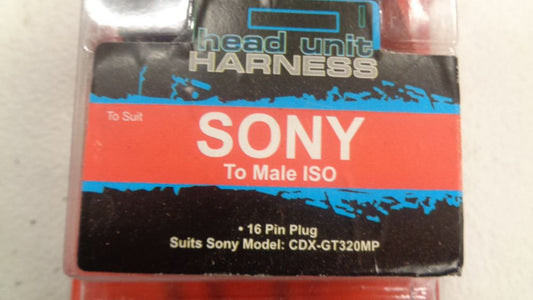 head unit
HARNESS
To Suit
SONY
To Male ISO
• 16 Pin Plug
Suits Sony Model: CDX-GT320MP